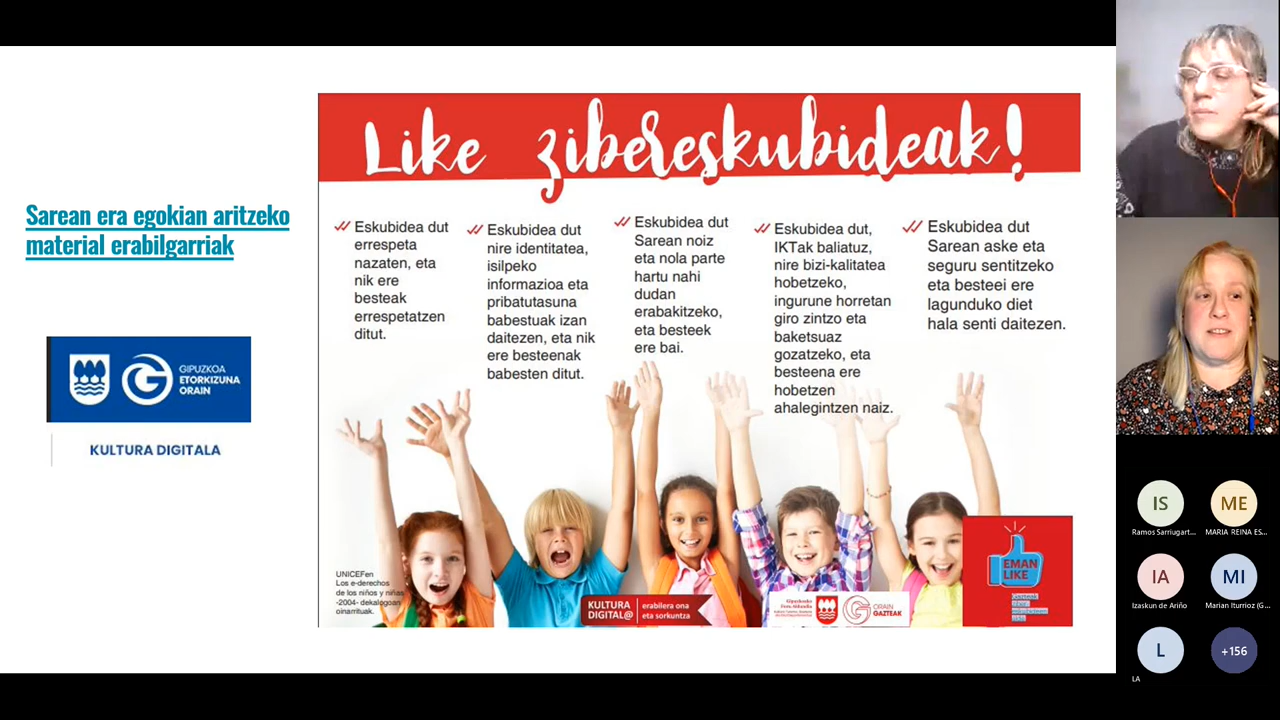 Like zibereskubideak!
Sarean era egokian aritzeko
material erabilgarriak
GIPUZKOA
ETORKIZUNA
ORAIN
KULTURA DIGITALA
Eskubidea dut
errespeta
nazaten, eta
nik ere
besteak
errespetatzen
ditut.
Eskubidea dut
nire identitatea,
isilpeko
informazioa eta
pribatutasuna
babestuak izan
daitezen, eta nik
ere besteenak
babesten ditut.
Eskubidea dut
Sarean noiz
eta nola parte
hartu nahi
dudan
erabakitzeko,
eta besteek
ere bai.
Eskubidea dut,
IKTak baliatuz,
nire bizi-kalitatea
hobetzeko,
ingurune horretan
giro zintzo eta
baketsuaz
gozatzeko, eta
besteena ere
hobetzen
ahalegintzen naiz.
Eskubidea dut
Sarean aske eta
seguru sentitzeko
eta besteei ere
lagunduko diet
hala senti daitezen.
UNICEFen
Los e-derechos
de los niños y niñas
-2004- dekalogoan
oinarrituak.
KULTURA
DIGITAL@
erabilera ona
eta sorkuntza
Gipuzkoako
Foru Aldundia
ORAIN
GAZTEAK
EMAN
LIKE
IS
Ramos Sarriugart...
ME
MARIA REINA ES...
IA
Izaskun de Ariño
MI
Marian Iturrioz (G...
L
LA
+156